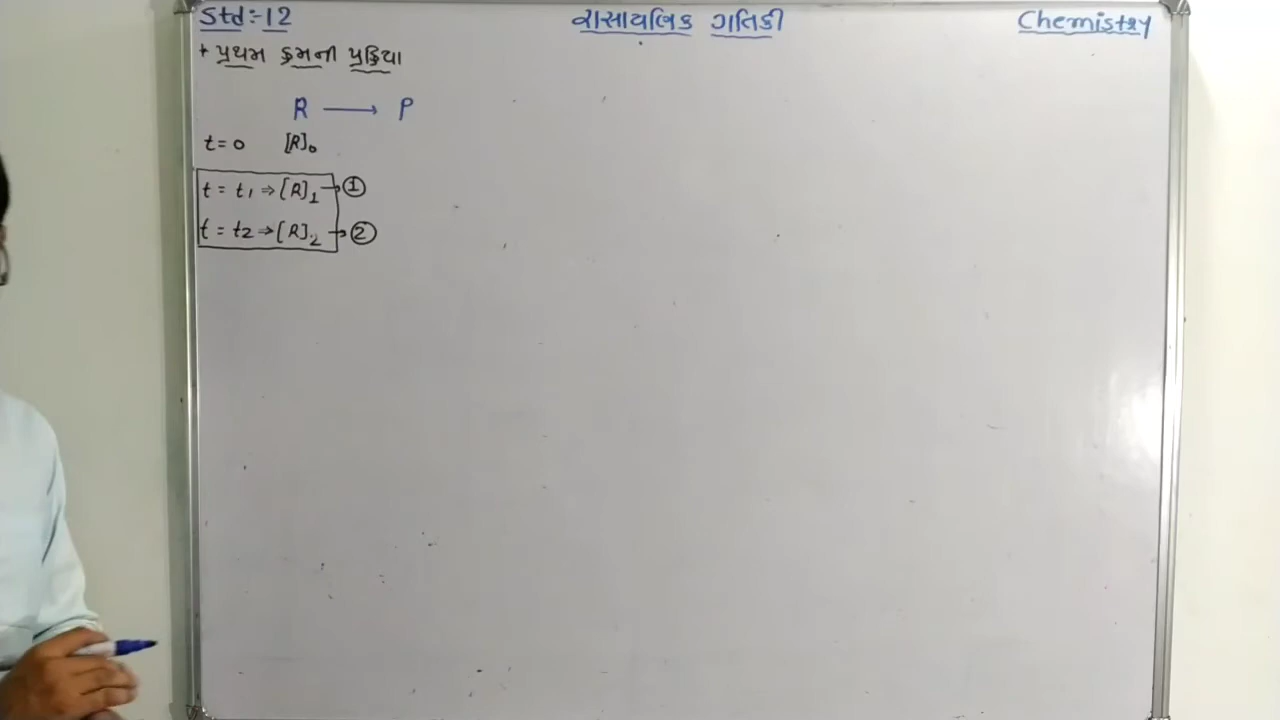 Std:-12 રાસાયણિક ગતિકી Chemistry
+ પ્રથમ ક્રમની પ્રક્રિયા
R ⟶ P
t=0 [R]₀
t = t₁ ⇒ [R]₁ → ①
t = t₂ ⇒ [R]₂ → ②